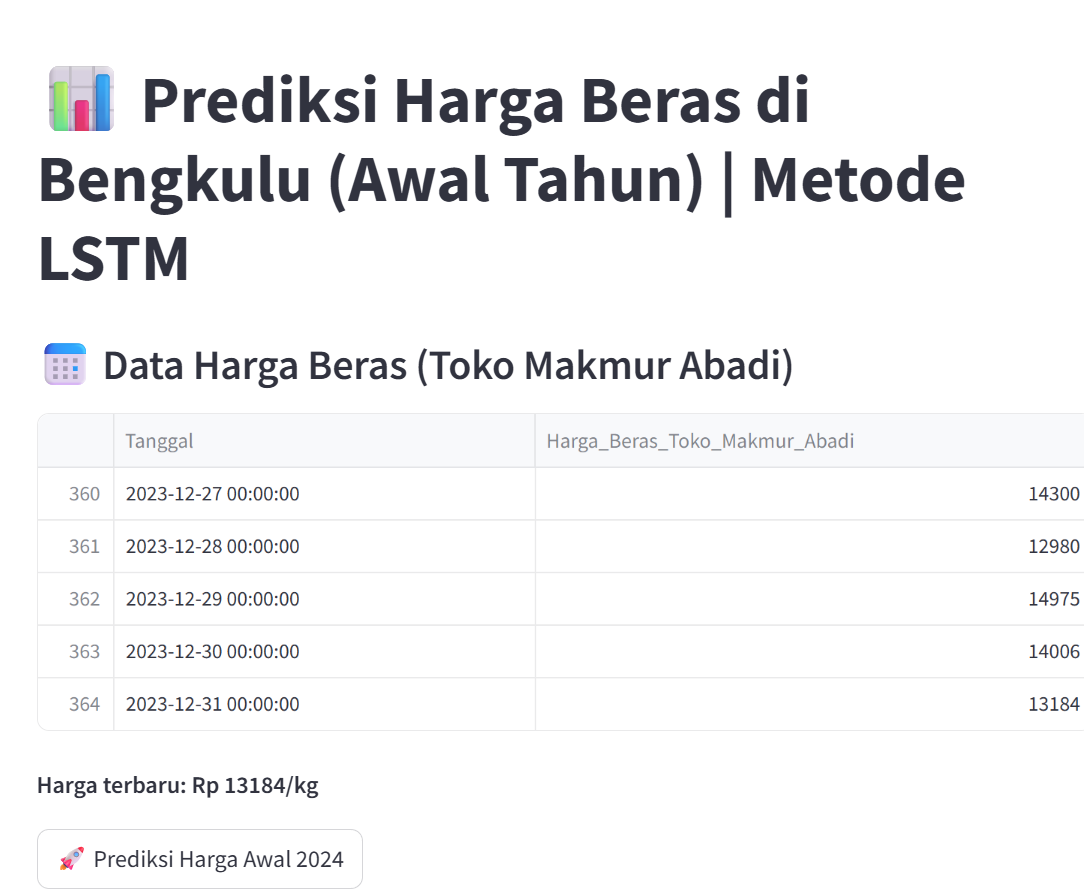 Prediksi Harga Beras di
Bengkulu (Awal Tahun) | Metode
LSTM
Data Harga Beras (Toko Makmur Abadi)
Tanggal Harga_Beras_Toko_Makmur_Abadi
360 2023-12-27 00:00:00 14300
361 2023-12-28 00:00:00 12980
362 2023-12-29 00:00:00 14975
363 2023-12-30 00:00:00 14006
364 2023-12-31 00:00:00 13184
Harga terbaru: Rp 13184/kg
Prediksi Harga Awal 2024